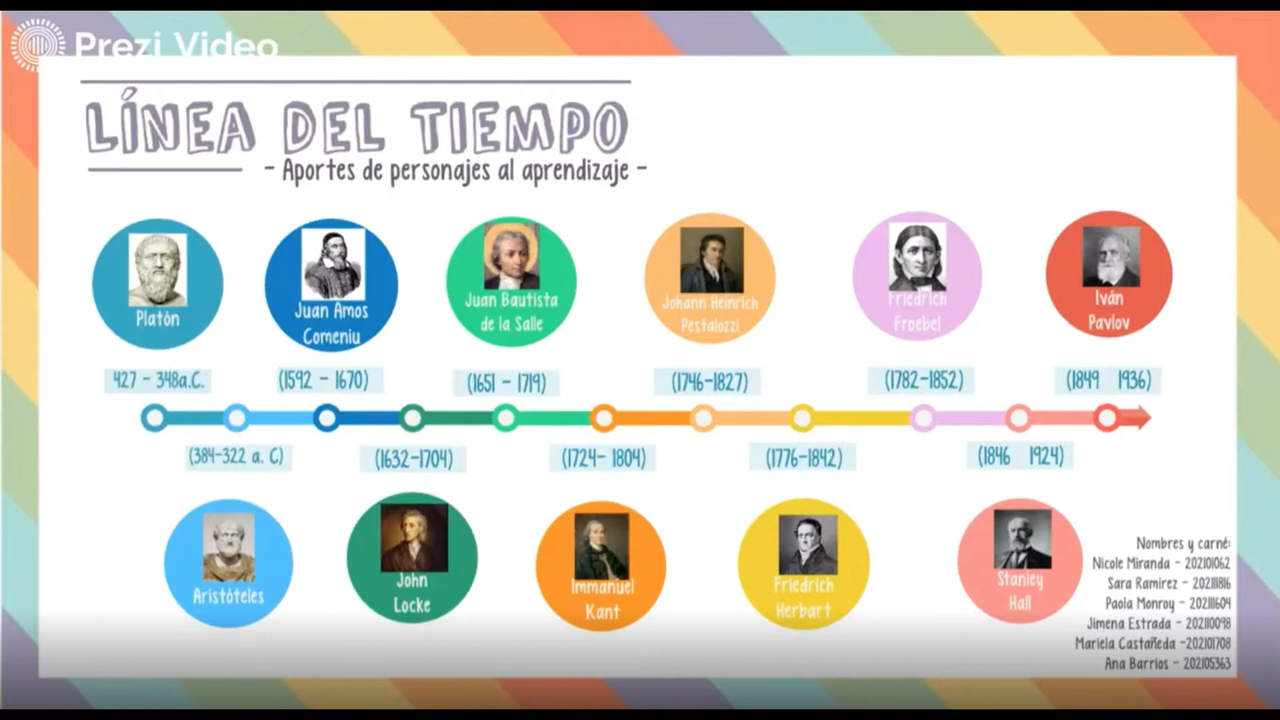 Prezi Video
LÍNEA DEL TIEMPO
- Aportes de personajes al aprendizaje -
Platón
Juan Amos
Comeniu
Juan Bautista
de la Salle
Johann Heinrich
Pestalozzi
Friedrich
Froebel
Iván
Pavlov
427 - 348a.C.
(1592 - 1670)
(1651 - 1719)
(1746-1827)
(1782-1852)
(1849 1936)
(384-322 a. C)
(1632-1704)
(1724- 1804)
(1776-1842)
(1846 1924)
Aristóteles
John
Locke
Immanuel
Kant
Friedrich
Herbart
Stanley
Hall
Nombres y carné:
Nicole Miranda - 202101062
Sara Ramirez - 202111816
Paola Monroy - 202111604
Jimena Estrada - 202110098
Mariela Castañeda -202101708
Ana Barrios - 202105363